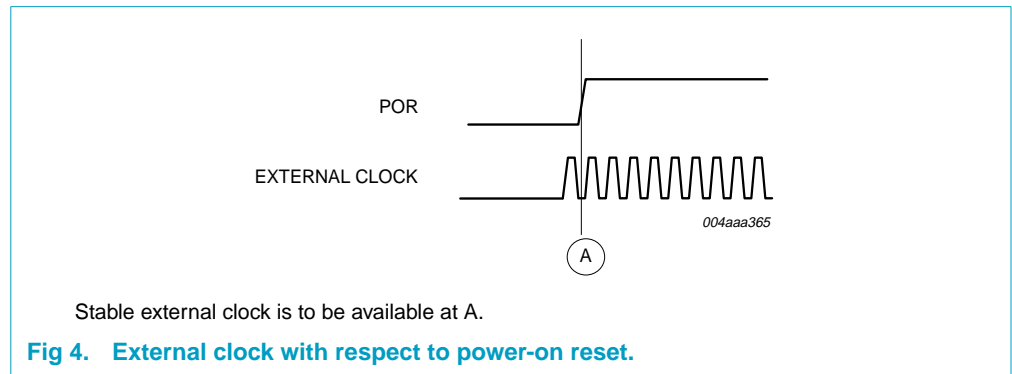 POR
EXTERNAL CLOCK
004aaa365
A
Stable external clock is to be available at A.
Fig 4. External clock with respect to power-on reset.